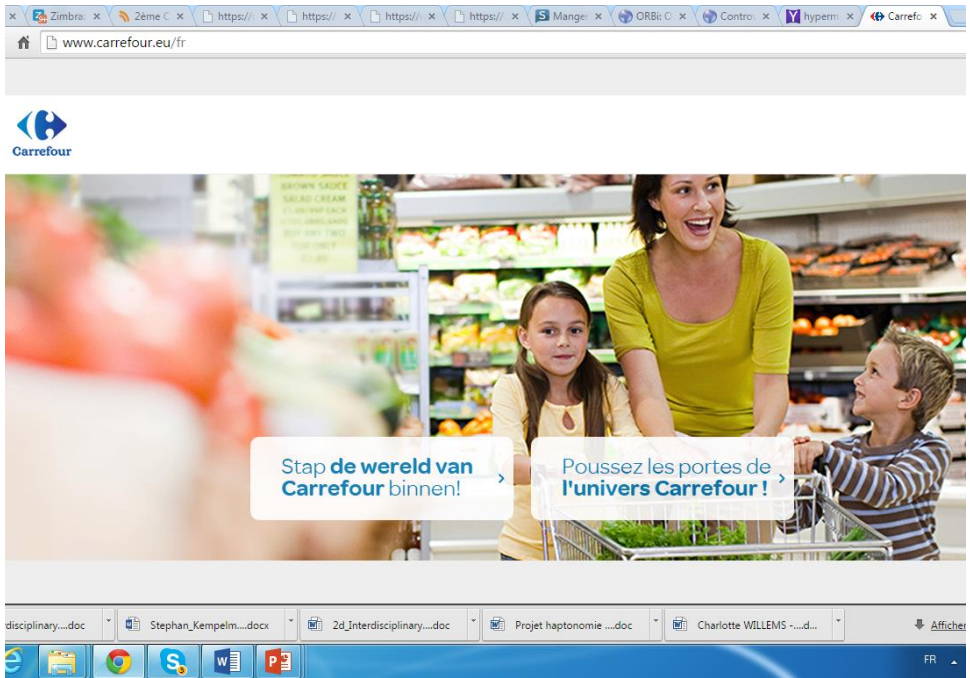 Zimbra: 2ème C https:// https:// https:// https:// Manger ORBi: C Contro hyperm Carrefo
www.carrefour.eu/fr
Carrefour
BROWN SAUCE
SALAD CREAM
Stap de wereld van
Carrefour binnen!
Poussez les portes de
l'univers Carrefour !
rdisciplinary....doc Stephan_Kempelm....docx 2d_Interdisciplinary....doc Projet haptonomie ....doc Charlotte WILLEMS -....d... Afficher
FR